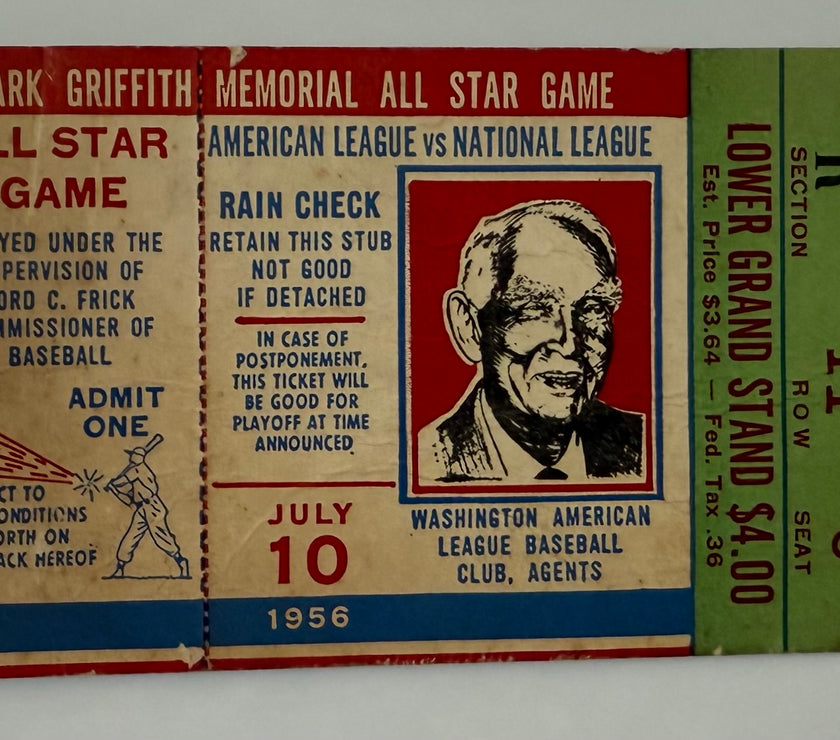 ARK GRIFFITH MEMORIAL ALL STAR GAME
LL STAR
GAME
YED UNDER THE
PERVISION OF
ORD C. FRICK
MMISSIONER OF
BASEBALL
ADMIT
ONE
CT TO
ONDITIONS
ORTH ON
ACK HEREOF
AMERICAN LEAGUE VS NATIONAL LEAGUE
RAIN CHECK
RETAIN THIS STUB
NOT GOOD
IF DETACHED
IN CASE OF
POSTPONEMENT,
THIS TICKET WILL
BE GOOD FOR
PLAYOFF AT TIME
ANNOUNCED.
JULY
10
1956
WASHINGTON AMERICAN
LEAGUE BASEBALL
CLUB, AGENTS
LOWER GRAND STAND $4.00
Est. Price $3.64 — Fed. Tax .36
SECTION
ROW
SEAT